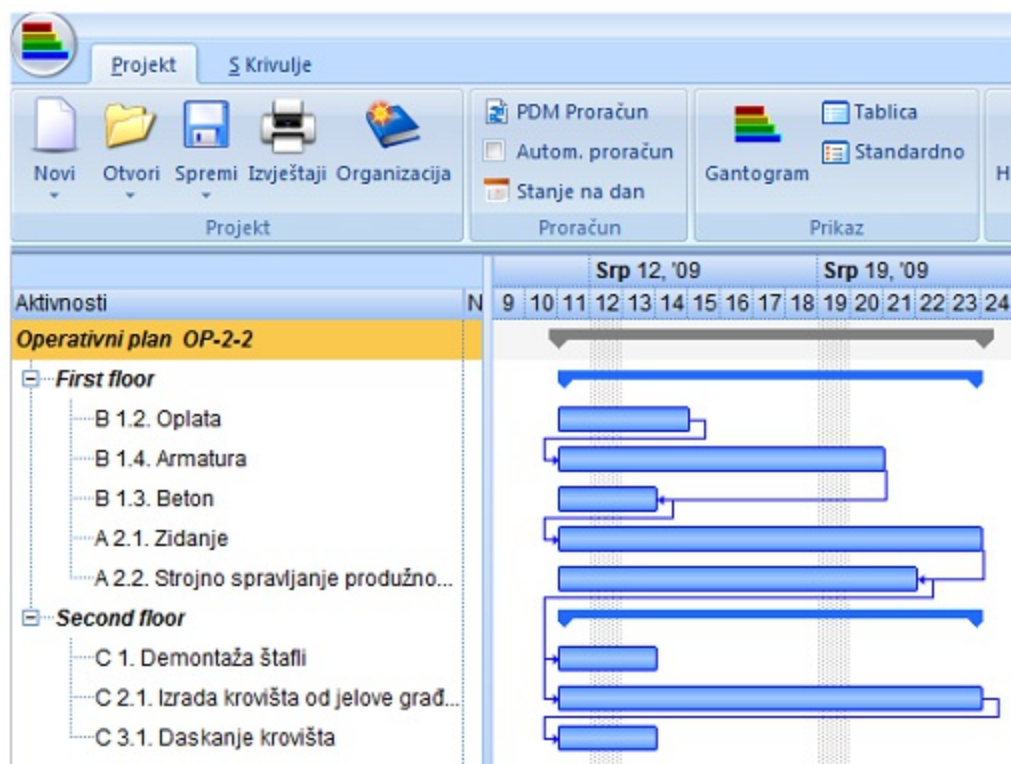 Projekt S Krivulje
Novi Otvori Spremi Izvještaji Organizacija
Projekt
PDM Proračun
Autom. proračun
Stanje na dan
Proračun
Gantogram
Tablica
Standardno
Prikaz
H
Srp 12, '09 Srp 19, '09
Aktivnosti N 9 10 11 12 13 14 15 16 17 18 19 20 21 22 23 24
Operativni plan OP-2-2
First floor
B 1.2. Oplata
B 1.4. Armatura
B 1.3. Beton
A 2.1. Zidanje
A 2.2. Strojno spravljanje produžno...
Second floor
C 1. Demontaža štafli
C 2.1. Izrada krovišta od jelove građ...
C 3.1. Daskanje krovišta